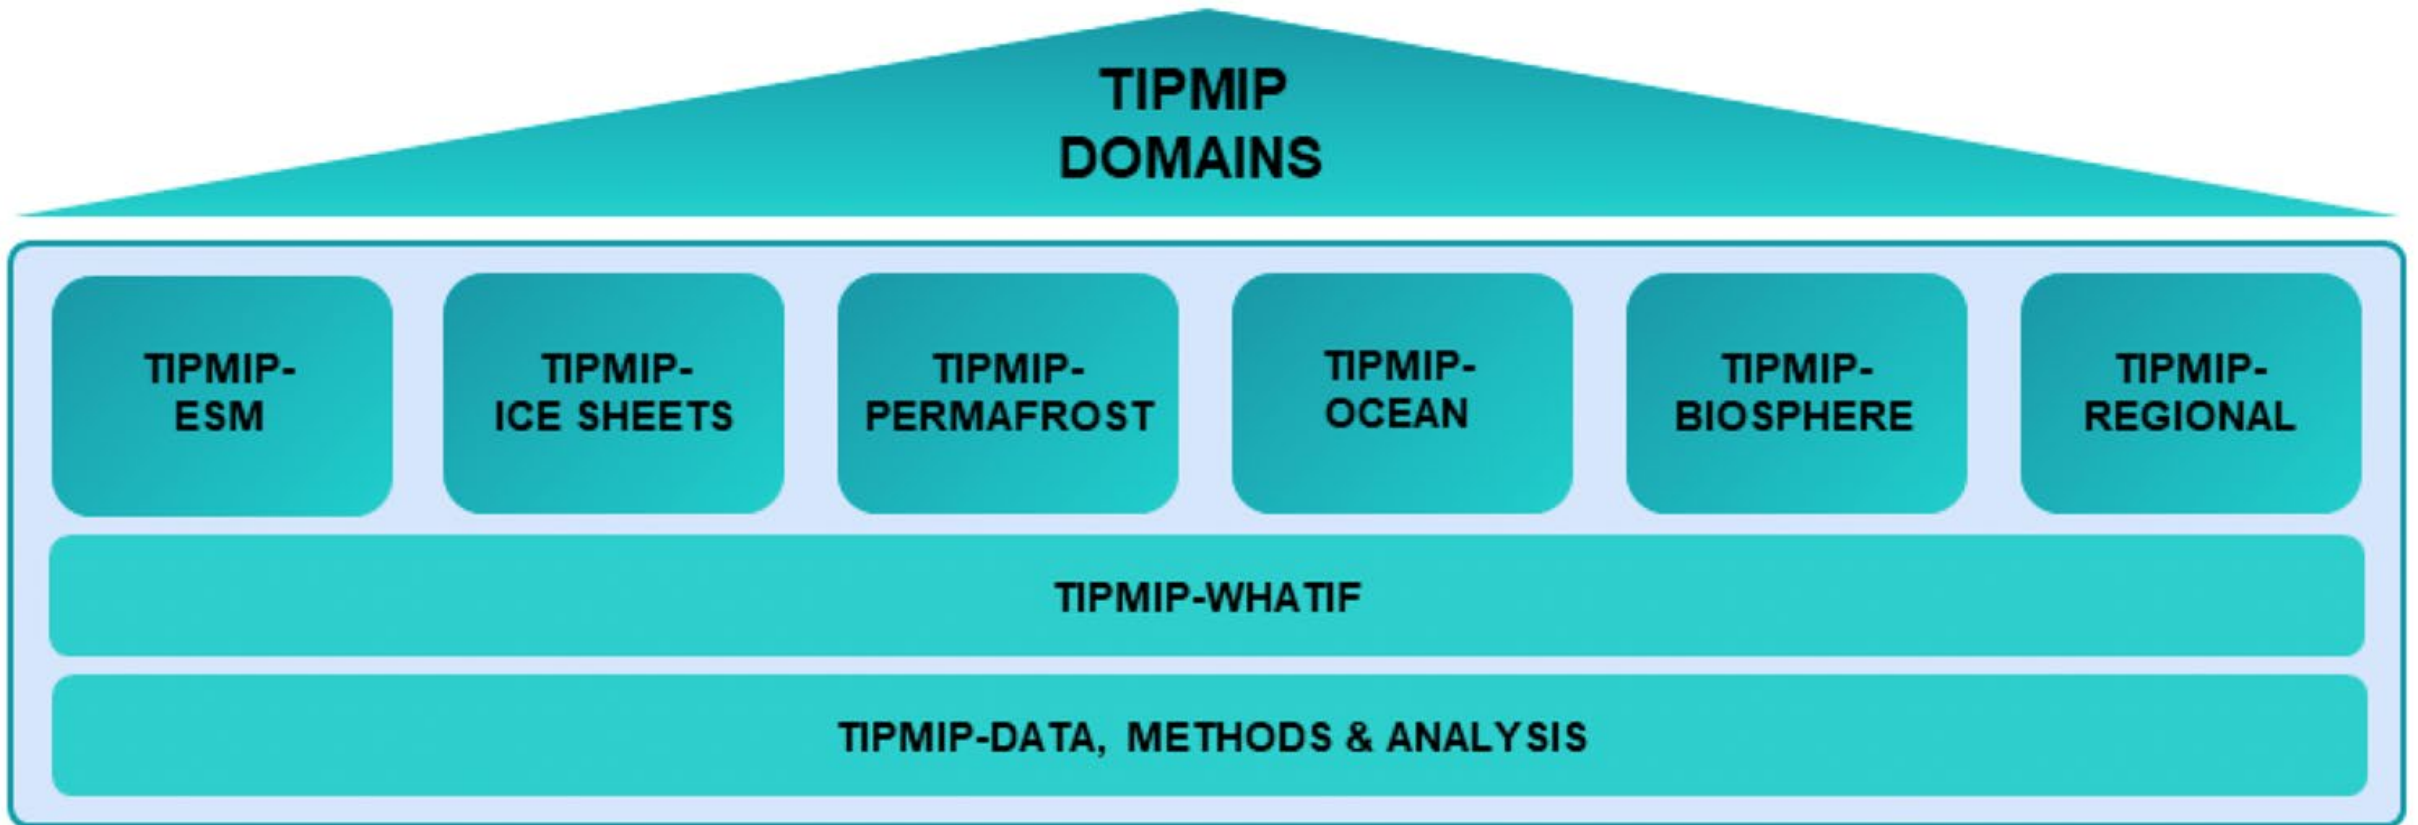 TIPMIP
DOMAINS
TIPMIP-
ESM
TIPMIP-
ICE SHEETS
TIPMIP-
PERMAFROST
TIPMIP-
OCEAN
TIPMIP-
BIOSPHERE
TIPMIP-
REGIONAL
TIPMIP-WHATIF
TIPMIP-DATA, METHODS & ANALYSIS